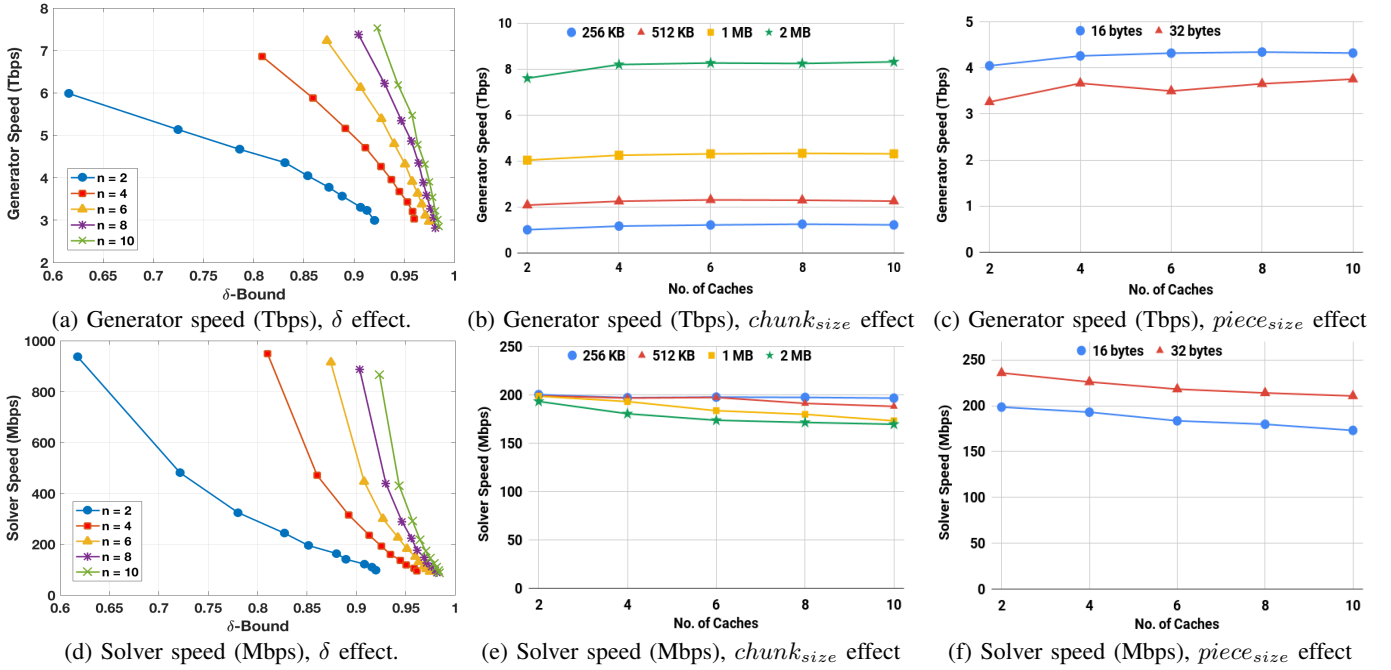 8
7
6
5
4
3
2
Generator Speed (Tbps)
n = 2
n = 4
n = 6
n = 8
n = 10
0.6 0.65 0.7 0.75 0.8 0.85 0.9 0.95 1
δ-Bound
(a) Generator speed (Tbps), δ effect.
10
8
6
4
2
0
Generator Speed (Tbps)
256 KB 512 KB 1 MB 2 MB
2 4 6 8 10
No. of Caches
(b) Generator speed (Tbps), chunk_size effect
5
4
3
2
1
0
Generator Speed (Tbps)
16 bytes 32 bytes
2 4 6 8 10
No. of Caches
(c) Generator speed (Tbps), piece_size effect
1000
800
600
400
200
0
Solver Speed (Mbps)
n = 2
n = 4
n = 6
n = 8
n = 10
0.6 0.65 0.7 0.75 0.8 0.85 0.9 0.95 1
δ-Bound
(d) Solver speed (Mbps), δ effect.
250
200
150
100
50
0
Solver Speed (Mbps)
256 KB 512 KB 1 MB 2 MB
2 4 6 8 10
No. of Caches
(e) Solver speed (Mbps), chunk_size effect
250
200
150
100
50
0
Solver Speed (Mbps)
16 bytes 32 bytes
2 4 6 8 10
No. of Caches
(f) Solver speed (Mbps), piece_size effect